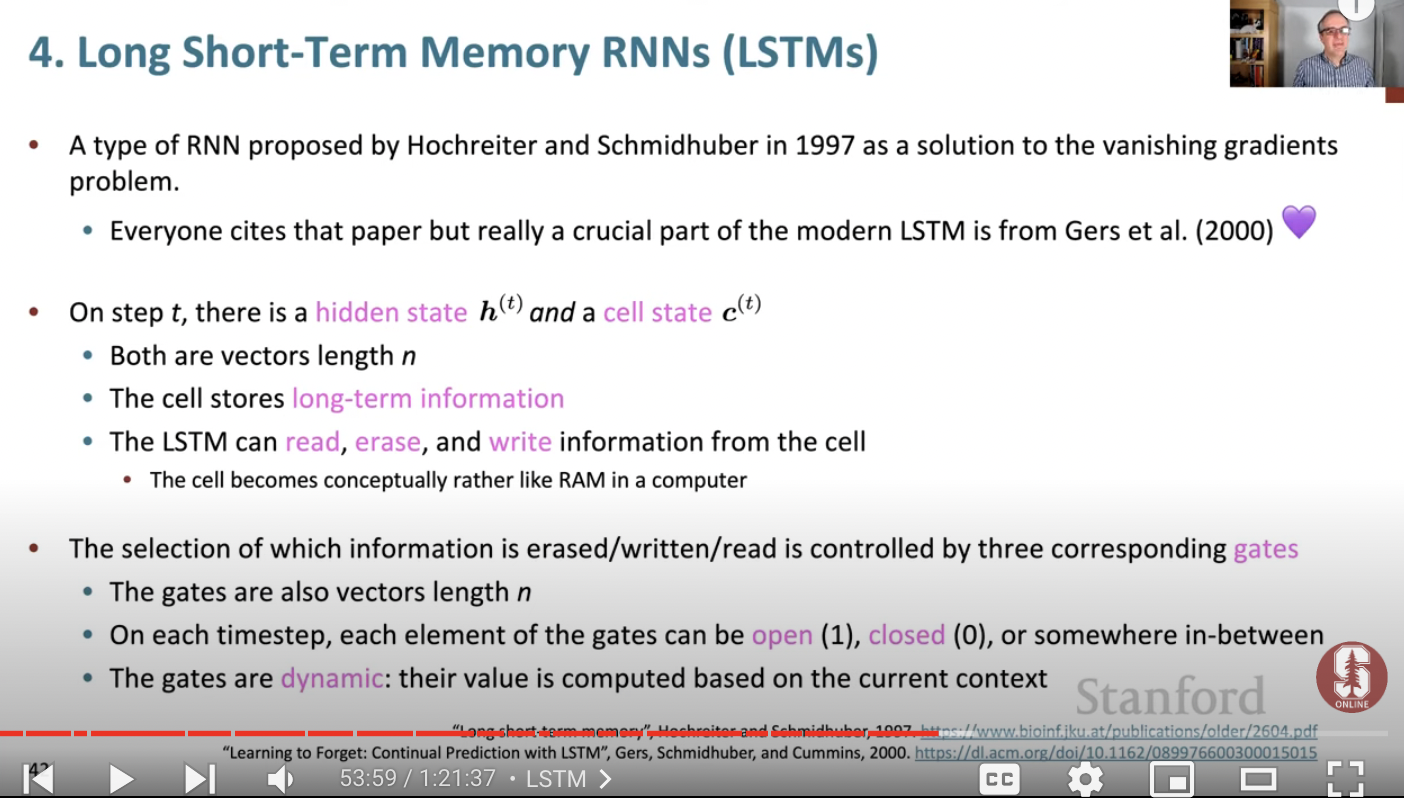 4. Long Short-Term Memory RNNs (LSTMs)
• A type of RNN proposed by Hochreiter and Schmidhuber in 1997 as a solution to the vanishing gradients
problem.
• Everyone cites that paper but really a crucial part of the modern LSTM is from Gers et al. (2000) 💜
• On step t, there is a hidden state h^(t) and a cell state c^(t)
• Both are vectors length n
• The cell stores long-term information
• The LSTM can read, erase, and write information from the cell
• The cell becomes conceptually rather like RAM in a computer
• The selection of which information is erased/written/read is controlled by three corresponding gates
• The gates are also vectors length n
• On each timestep, each element of the gates can be open (1), closed (0), or somewhere in-between
• The gates are dynamic: their value is computed based on the current context
Stanford
S
ONLINE
"Long short-term memory", Hochreiter and Schmidhuber, 1997. https://www.bioinf.jku.at/publications/older/2604.pdf
"Learning to Forget: Continual Prediction with LSTM", Gers, Schmidhuber, and Cummins, 2000. https://dl.acm.org/doi/10.1162/089976600300015015
53:59 / 1:21:37 • LSTM >
CC